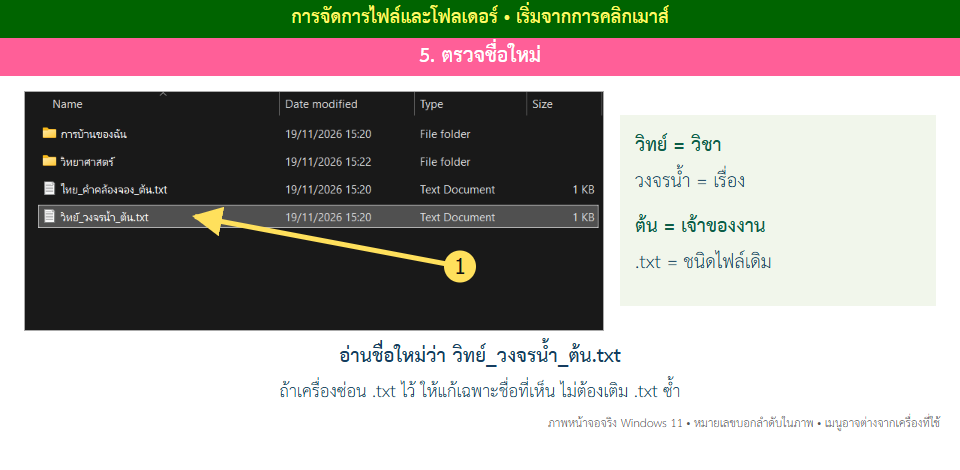 การจัดการไฟล์และโฟลเดอร์ • เริ่มจากการคลิกเมาส์
5. ตรวจชื่อใหม่
Name Date modified Type Size
การบ้านของฉัน 19/11/2026 15:20 File folder
วิทยาศาสตร์ 19/11/2026 15:22 File folder
ไทย_คำคล้องจอง_ต้น.txt 19/11/2026 15:20 Text Document 1 KB
วิทย์_วงจรน้ำ_ต้น.txt 19/11/2026 15:20 Text Document 1 KB
1
วิทย์ = วิชา
วงจรน้ำ = เรื่อง
ต้น = เจ้าของงาน
.txt = ชนิดไฟล์เดิม
อ่านชื่อใหม่ว่า วิทย์_วงจรน้ำ_ต้น.txt
ถ้าเครื่องซ่อน .txt ไว้ ให้แก้เฉพาะชื่อที่เห็น ไม่ต้องเติม .txt ซ้ำ
ภาพหน้าจอจริง Windows 11 • หมายเลขบอกลำดับในภาพ • เมนูอาจต่างจากเครื่องที่ใช้